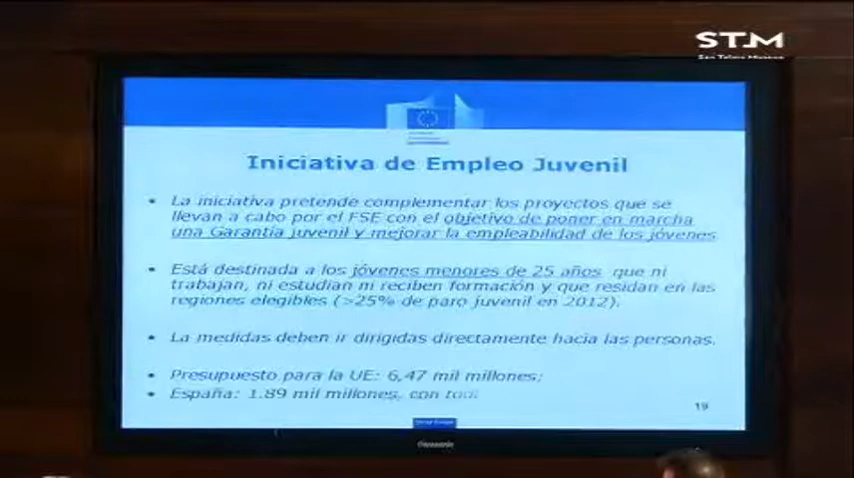 STM
San Telmo Museoa
Iniciativa de Empleo Juvenil
• La iniciativa pretende complementar los proyectos que se
llevan a cabo por el FSE con el objetivo de poner en marcha
una Garantía juvenil y mejorar la empleabilidad de los jóvenes
• Está destinada a los jóvenes menores de 25 años que ni
trabajan, ni estudian ni reciben formación y que residan en las
regiones elegibles (>25% de paro juvenil en 2012).
• La medidas deben ir dirigidas directamente hacia las personas.
• Presupuesto para la UE: 6,47 mil millones;
• España: 1.89 mil millones, con
19
Panasonic